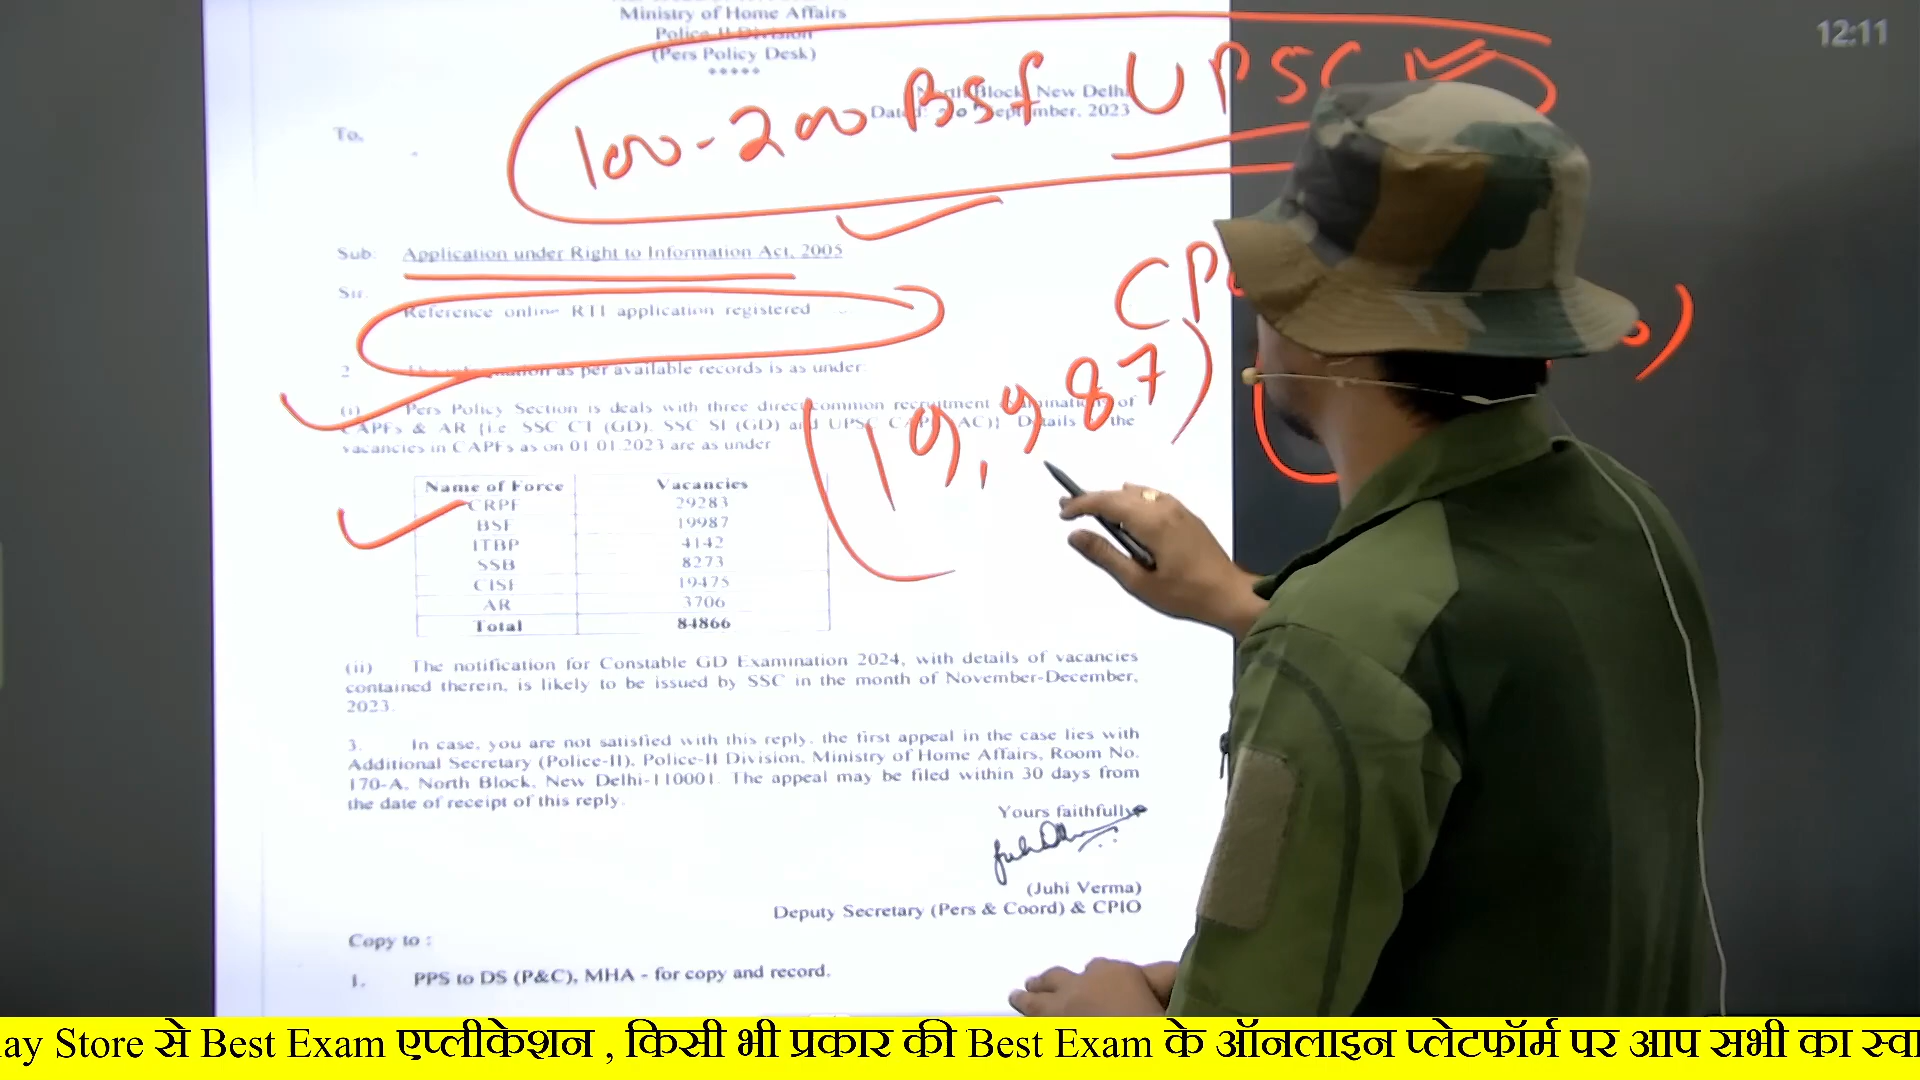 Ministry of Home Affairs
Police-II Division
(Pers Policy Desk)
*****
12:11
100-200 BSF UPSC
North Block, New Delhi
Dated: 20 September, 2023
To,
Sub: Application under Right to Information Act, 2005
Sir,
Reference online RTI application registered
2. The information as per available records is as under:
(i) Pers Policy Section is deals with three direct common recruitment examinations of
CAPFs & AR {i.e SSC CT (GD), SSC SI (GD) and UPSC (AC)} Details of the
vacancies in CAPFs as on 01.01.2023 are as under
(19,987)
Name of Force Vacancies
CRPF 29283
BSF 19987
ITBP 4142
SSB 8273
CISF 19475
AR 3706
Total 84866
(ii) The notification for Constable GD Examination 2024, with details of vacancies
contained therein, is likely to be issued by SSC in the month of November-December,
2023.
3. In case, you are not satisfied with this reply, the first appeal in the case lies with
Additional Secretary (Police-II), Police-II Division, Ministry of Home Affairs, Room No.
170-A, North Block, New Delhi-110001. The appeal may be filed within 30 days from
the date of receipt of this reply.
Yours faithfully
(Juhi Verma)
Deputy Secretary (Pers & Coord) & CPIO
Copy to :
1. PPS to DS (P&C), MHA - for copy and record.
ay Store से Best Exam एप्लीकेशन , किसी भी प्रकार की Best Exam के ऑनलाइन प्लेटफॉर्म पर आप सभी का स्वा